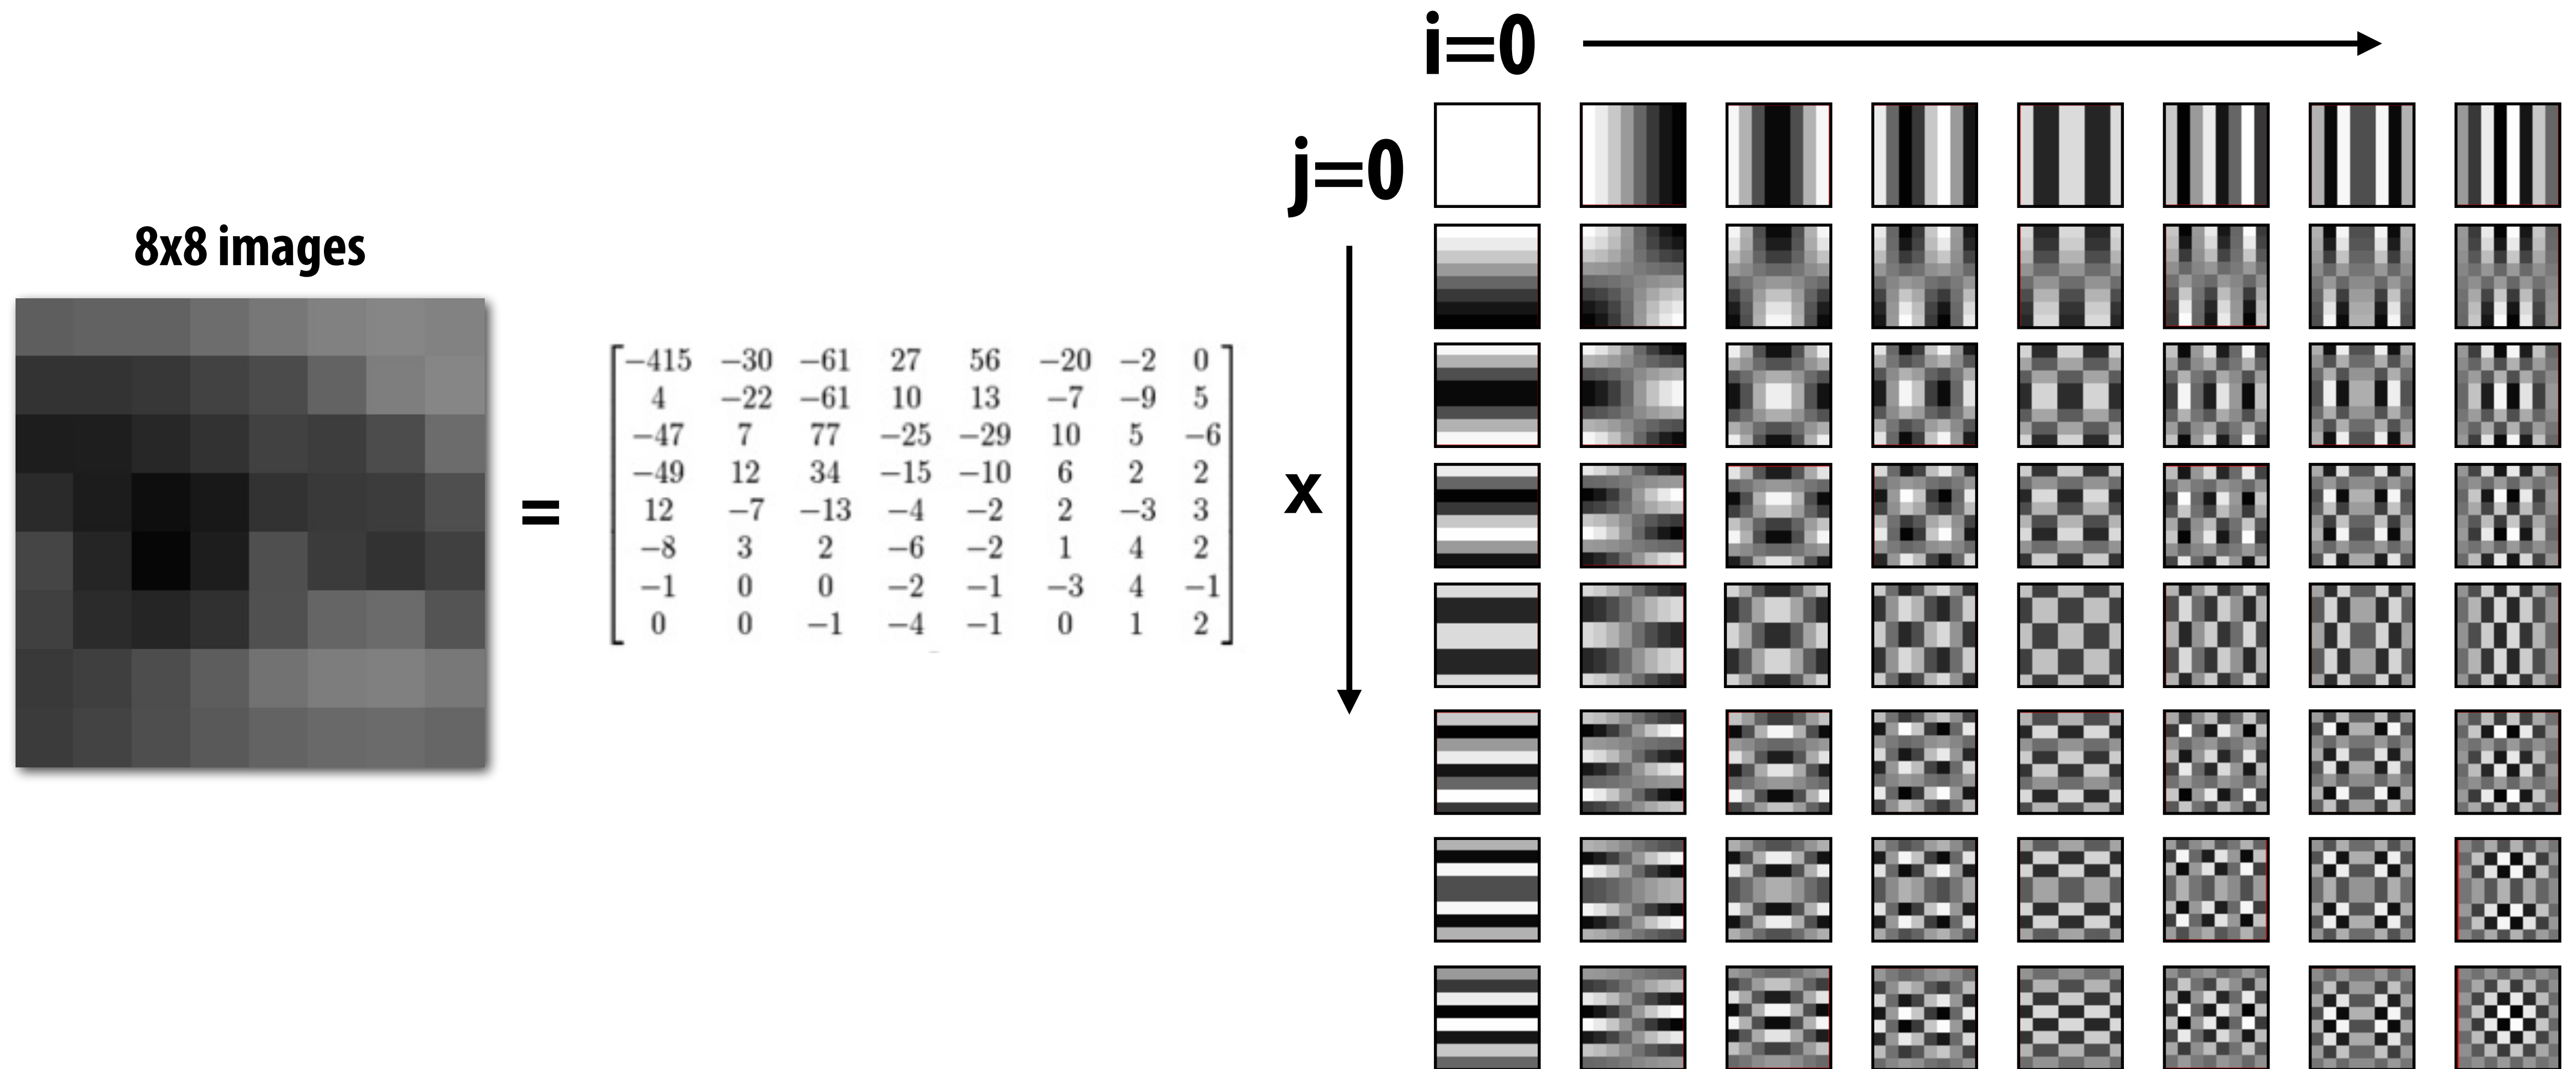 i=0
j=0
8x8 images
=
−415 −30 −61 27 56 −20 −2 0
4 −22 −61 10 13 −7 −9 5
−47 7 77 −25 −29 10 5 −6
−49 12 34 −15 −10 6 2 2
12 −7 −13 −4 −2 2 −3 3
−8 3 2 −6 −2 1 4 2
−1 0 0 −2 −1 −3 4 −1
0 0 −1 −4 −1 0 1 2
x